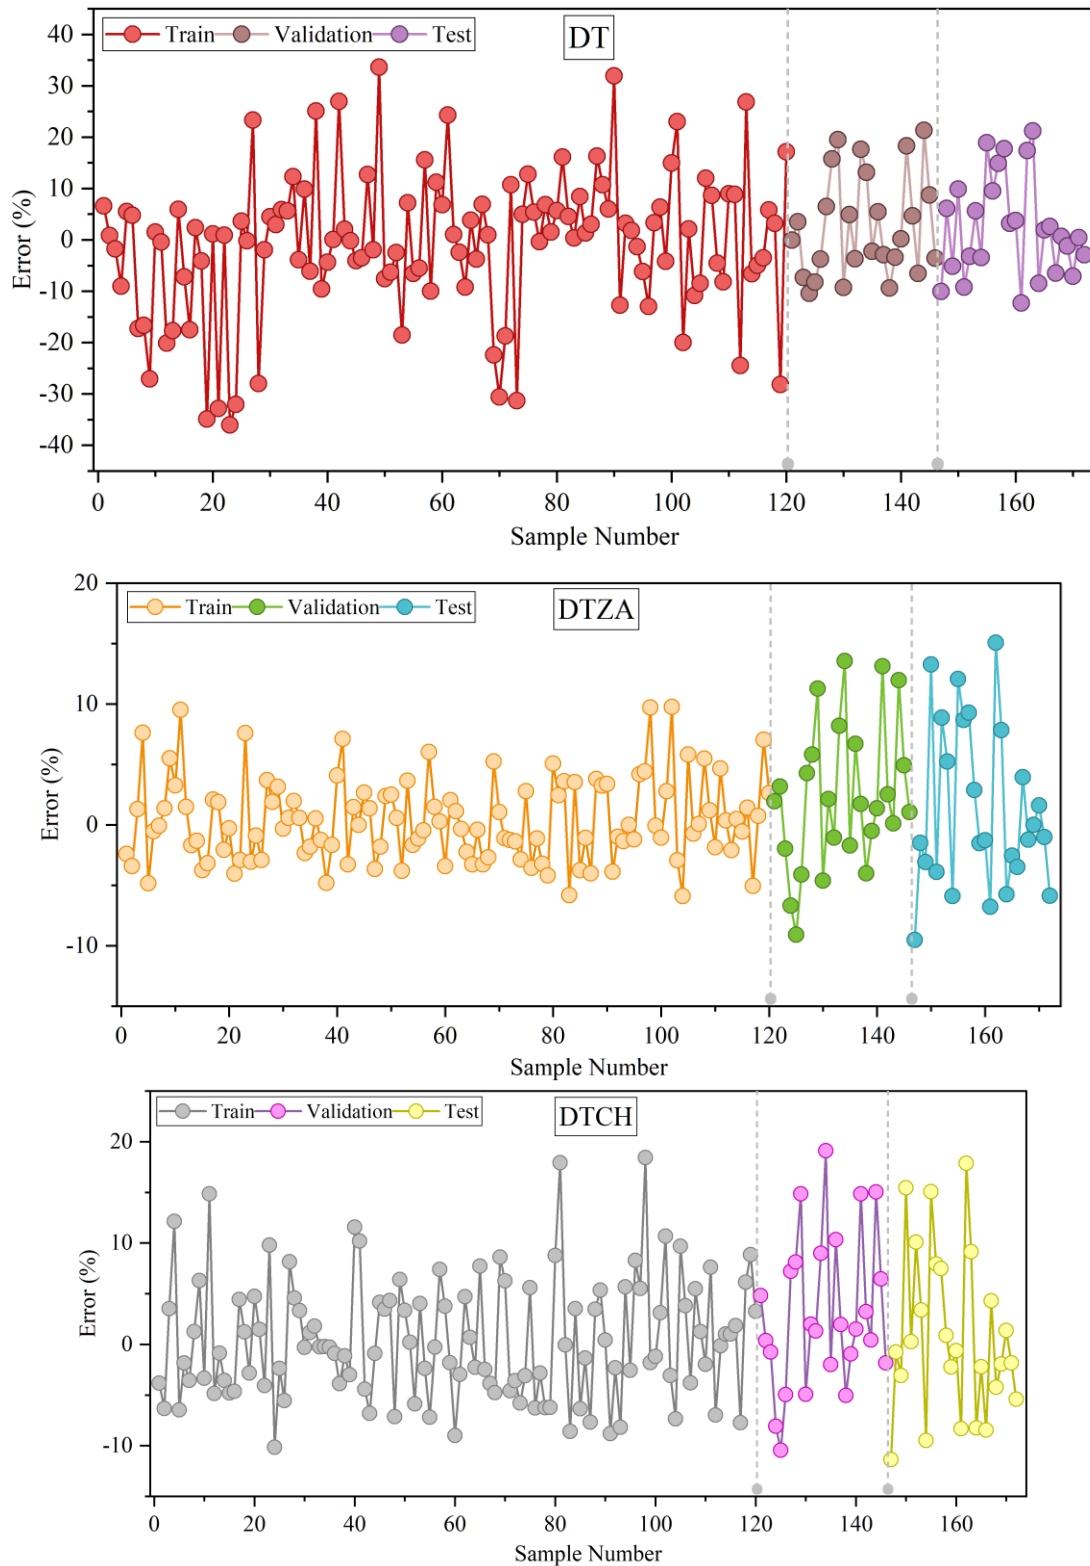 Train Validation Test
DT
40
30
20
10
0
-10
-20
-30
-40
Error (%)
0 20 40 60 80 100 120 140 160
Sample Number
Train Validation Test
DTZA
20
10
0
-10
Error (%)
0 20 40 60 80 100 120 140 160
Sample Number
Train Validation Test
DTCH
20
10
0
-10
Error (%)
0 20 40 60 80 100 120 140 160
Sample Number